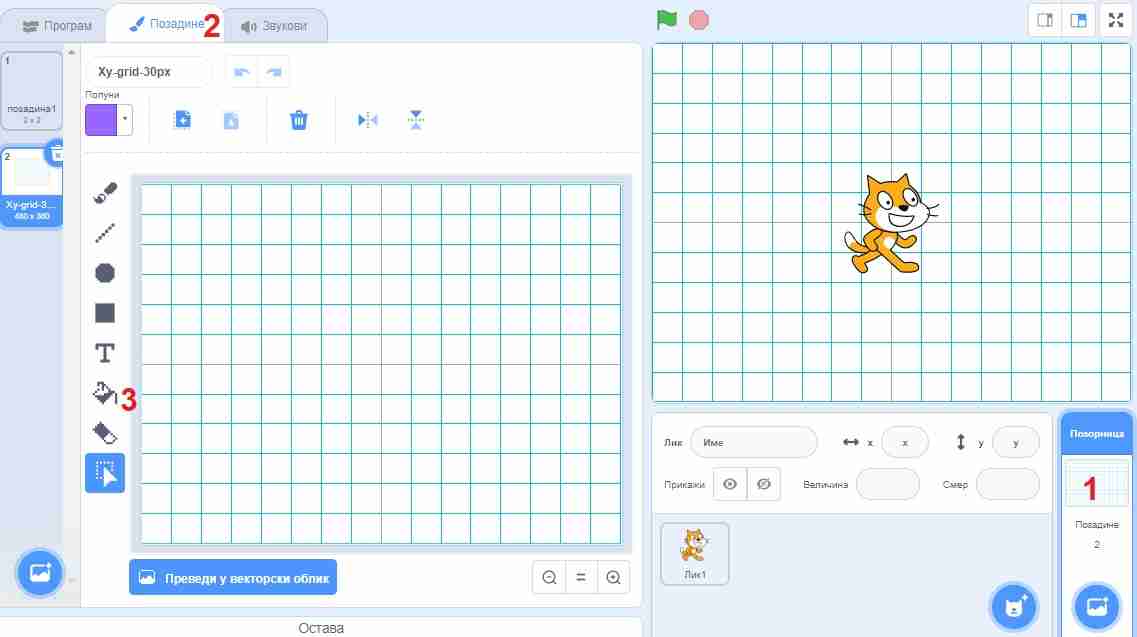 Програм
Позадине
2
Звукови
1
позадина1
2 x 2
2
Xy-grid-3...
480 x 360
Xy-grid-30px
Попуни
T
3
Преведи у векторски облик
=
Остава
Лик
Име
x
x
y
y
Прикажи
Величина
Смер
Лик1
Позорница
1
Позадине
2